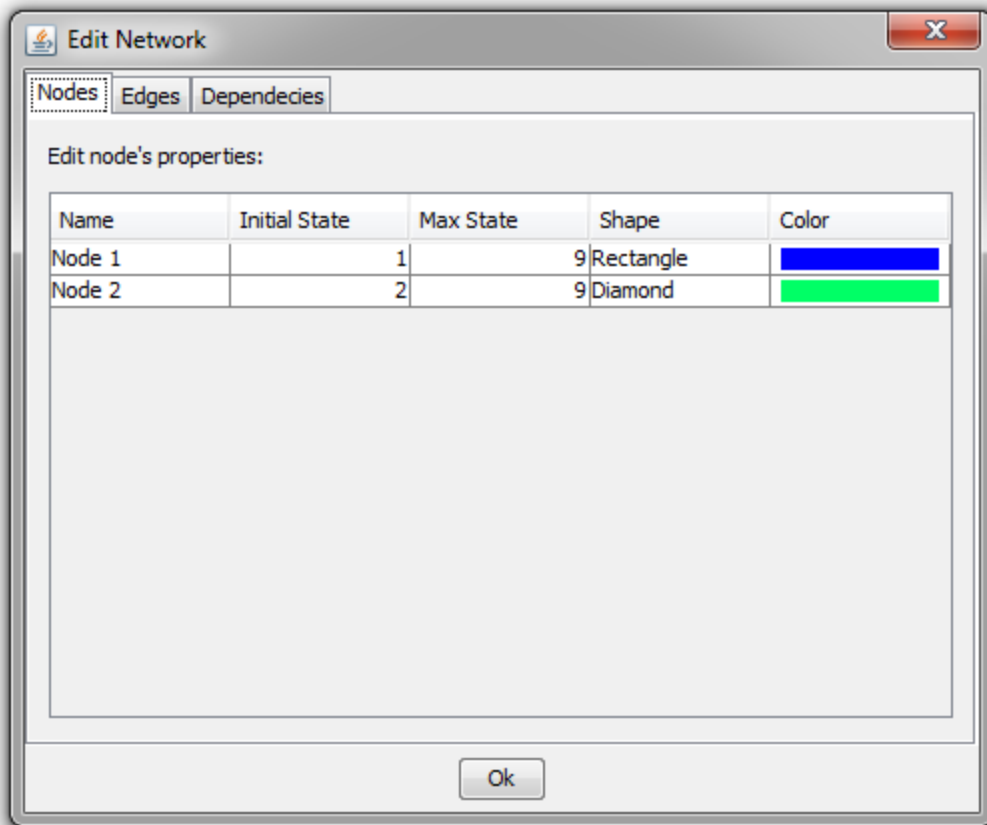 Edit Network
Nodes Edges Dependecies
Edit node's properties:
Name Initial State Max State Shape Color
Node 1 1 9 Rectangle
Node 2 2 9 Diamond
Ok